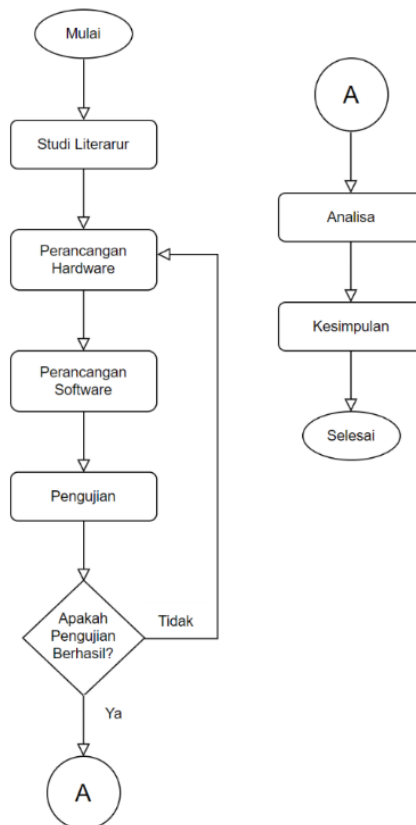 Mulai
Studi Literarur
Perancangan
Hardware
Perancangan
Software
Pengujian
Apakah
Pengujian
Berhasil?
Tidak
Ya
A
A
Analisa
Kesimpulan
Selesai